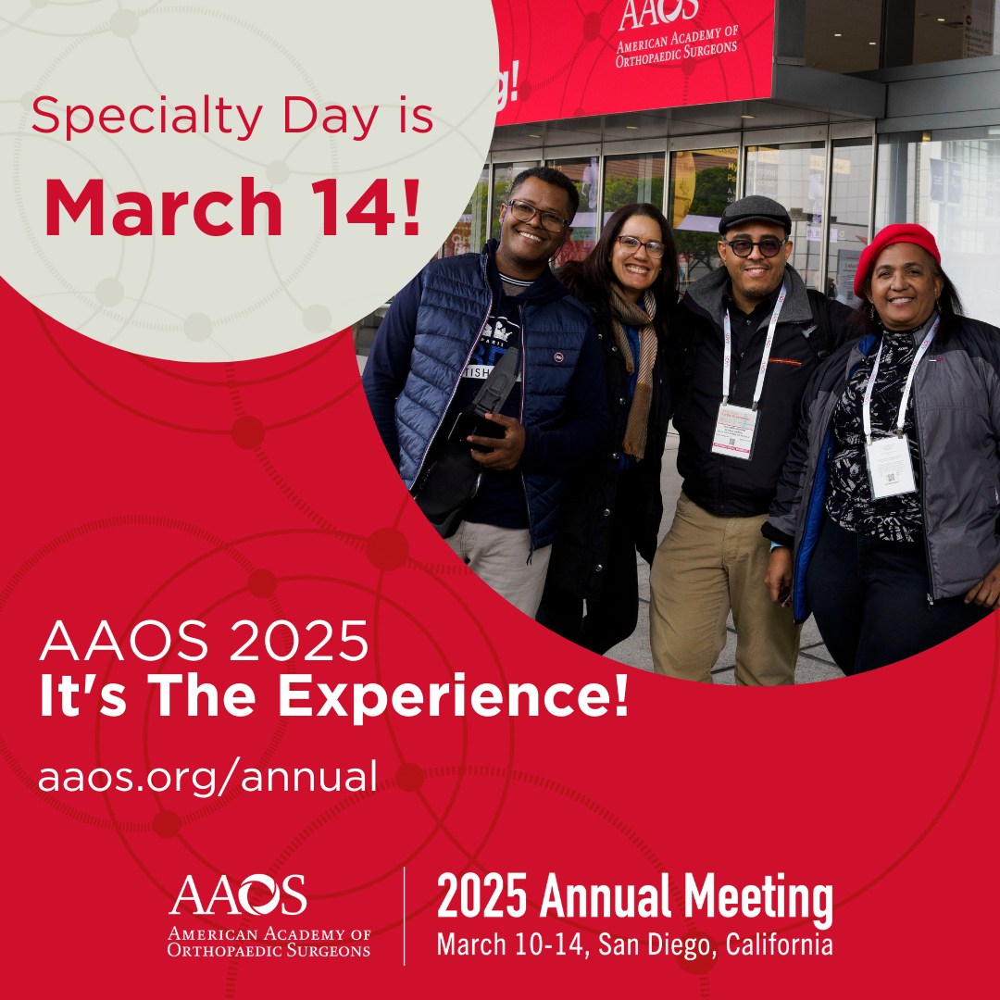 Specialty Day is
March 14!
AAOS
AMERICAN ACADEMY OF
ORTHOPAEDIC SURGEONS
g!
AAOS 2025
It's The Experience!
aaos.org/annual
AAOS
AMERICAN ACADEMY OF
ORTHOPAEDIC SURGEONS
2025 Annual Meeting
March 10-14, San Diego, California